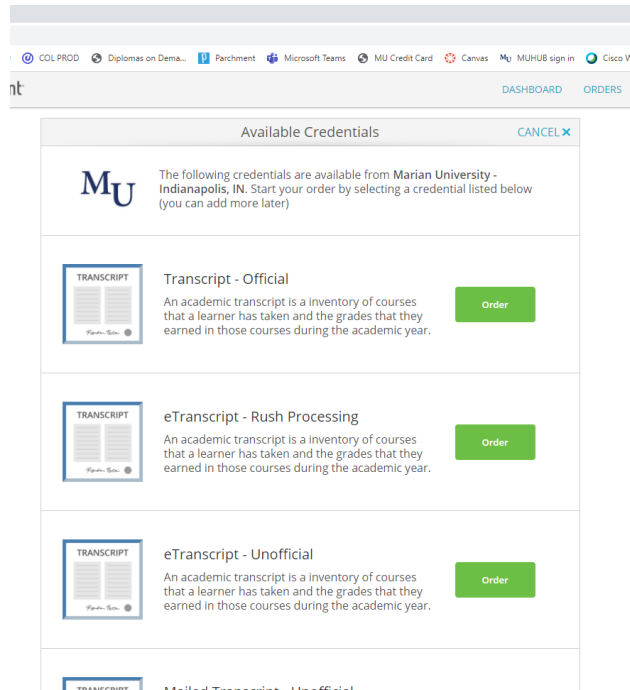 COL PROD Diplomas on Dema... Parchment Microsoft Teams MU Credit Card Canvas MU MUHUB sign in Cisco W
nt
DASHBOARD ORDERS
Available Credentials CANCEL ×
MU
The following credentials are available from Marian University -
Indianapolis, IN. Start your order by selecting a credential listed below
(you can add more later)
TRANSCRIPT
Transcript - Official
An academic transcript is a inventory of courses
that a learner has taken and the grades that they
earned in those courses during the academic year.
Order
TRANSCRIPT
eTranscript - Rush Processing
An academic transcript is a inventory of courses
that a learner has taken and the grades that they
earned in those courses during the academic year.
Order
TRANSCRIPT
eTranscript - Unofficial
An academic transcript is a inventory of courses
that a learner has taken and the grades that they
earned in those courses during the academic year.
Order
TRANSCRIPT
Mailed Transcript - Unofficial